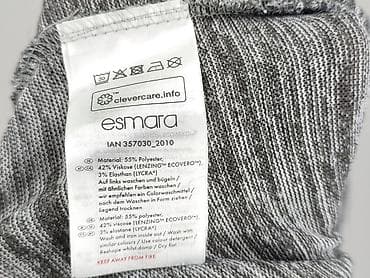 clevercare.info
esmara
IAN 357030_2010
Material: 55% Polyester,
42% Viskose (LENZING™ ECOVERO™),
3% Elasthan (LYCRA®)
Auf links waschen und bügeln /
mit ähnlichen Farben waschen /
wir empfehlen Colorwaschmittel /
nach dem Waschen in Form ziehen /
Liegend trocknen
Material: 55% polyester,
42% viscose (LENZING™ ECOVERO™),
3% elastane (LYCRA®)
Wash and iron inside out / Wash with
similar colours / Use colour detergent /
Reshape whilst damp / Dry flat
KEEP AWAY FROM FIRE